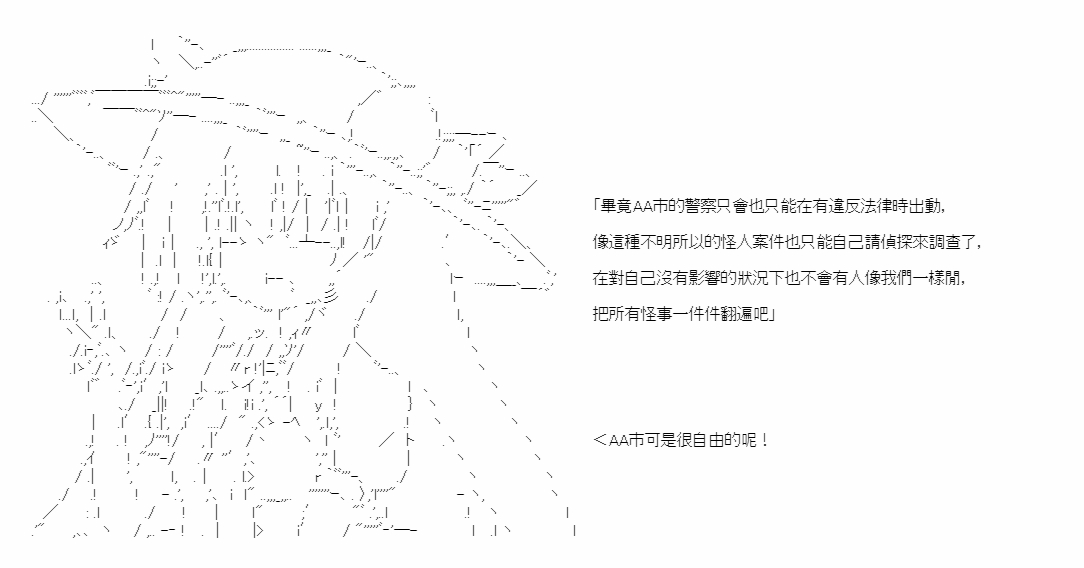 「畢竟AA市的警察只會也只能在有違反法律時出動，
像這種不明所以的怪人案件也只能自己請偵探來調查了，
在對自己沒有影響的狀況下也不會有人像我們一樣閒，
把所有怪事一件件翻遍吧」
＜AA市可是很自由的呢！